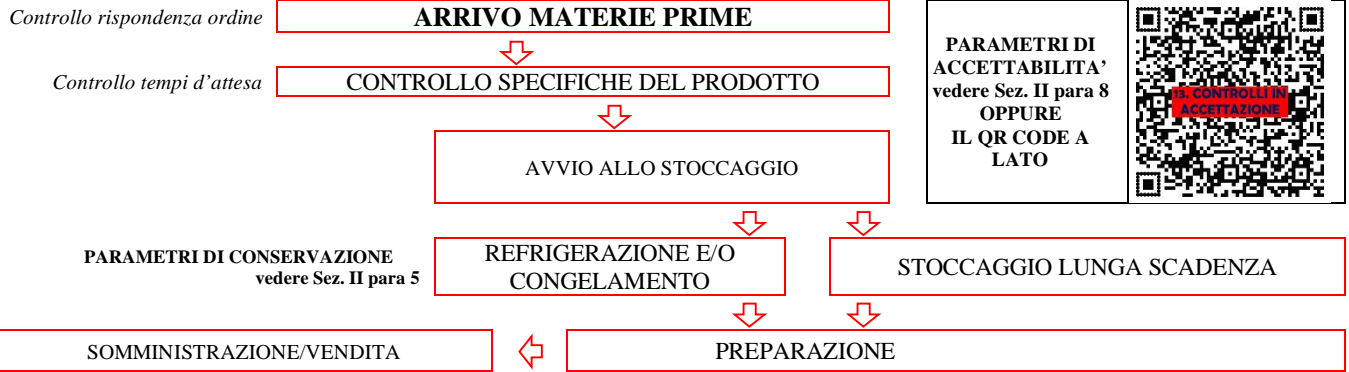 Controllo rispondenza ordine
ARRIVO MATERIE PRIME
Controllo tempi d'attesa
CONTROLLO SPECIFICHE DEL PRODOTTO
PARAMETRI DI
ACCETTABILITA'
vedere Sez. II para 8
OPPURE
IL QR CODE A
LATO
13. CONTROLLI IN
ACCETTAZIONE
AVVIO ALLO STOCCAGGIO
PARAMETRI DI CONSERVAZIONE
vedere Sez. II para 5
REFRIGERAZIONE E/O
CONGELAMENTO
STOCCAGGIO LUNGA SCADENZA
SOMMINISTRAZIONE/VENDITA
PREPARAZIONE